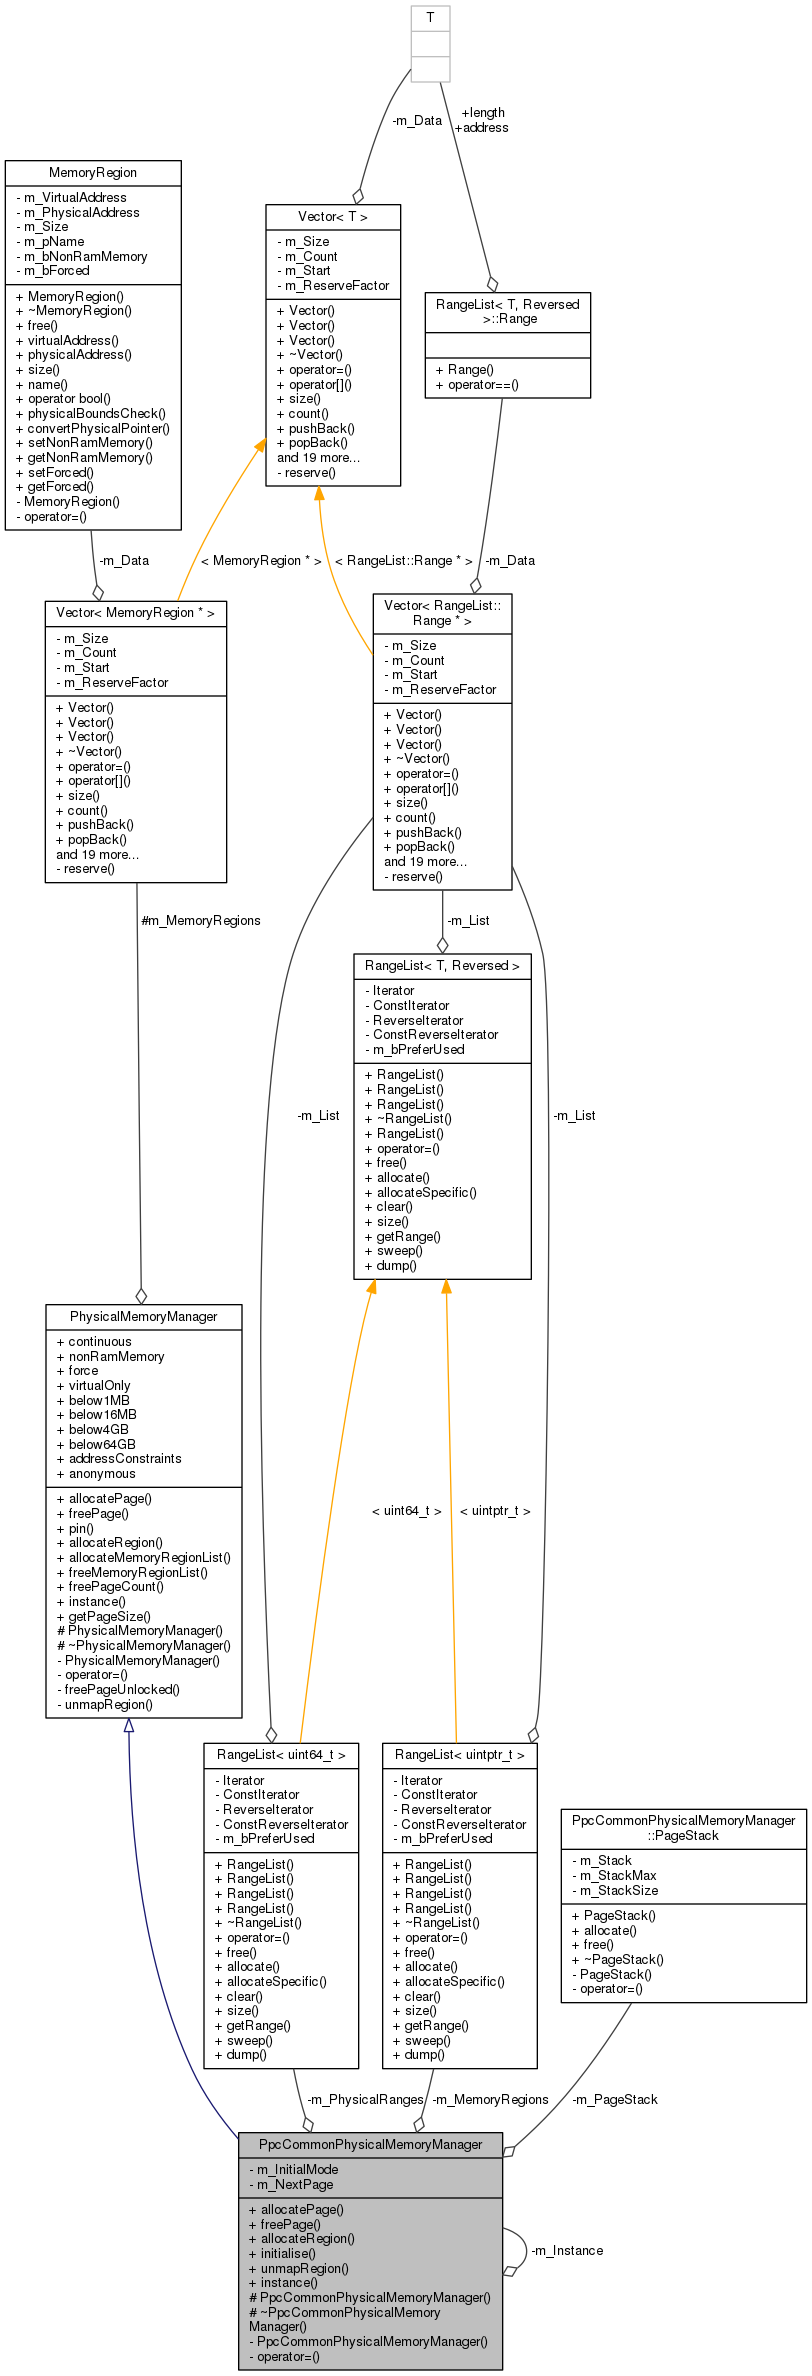 T
+length
+address
-m_Data
MemoryRegion
- m_VirtualAddress
- m_PhysicalAddress
- m_Size
- m_pName
- m_bNonRamMemory
- m_bForced
+ MemoryRegion()
+ ~MemoryRegion()
+ free()
+ virtualAddress()
+ physicalAddress()
+ size()
+ name()
+ operator bool()
+ physicalBoundsCheck()
+ convertPhysicalPointer()
+ setNonRamMemory()
+ getNonRamMemory()
+ setForced()
+ getForced()
- MemoryRegion()
- operator=()
Vector< T >
- m_Size
- m_Count
- m_Start
- m_ReserveFactor
+ Vector()
+ Vector()
+ Vector()
+ ~Vector()
+ operator=()
+ operator[]()
+ size()
+ count()
+ pushBack()
+ popBack()
and 19 more...
- reserve()
RangeList< T, Reversed
>::Range
+ Range()
+ operator==()
-m_Data
< MemoryRegion * >
< RangeList::Range * >
-m_Data
Vector< MemoryRegion * >
- m_Size
- m_Count
- m_Start
- m_ReserveFactor
+ Vector()
+ Vector()
+ Vector()
+ ~Vector()
+ operator=()
+ operator[]()
+ size()
+ count()
+ pushBack()
+ popBack()
and 19 more...
- reserve()
Vector< RangeList::
Range * >
- m_Size
- m_Count
- m_Start
- m_ReserveFactor
+ Vector()
+ Vector()
+ Vector()
+ ~Vector()
+ operator=()
+ operator[]()
+ size()
+ count()
+ pushBack()
+ popBack()
and 19 more...
- reserve()
#m_MemoryRegions
-m_List
RangeList< T, Reversed >
- Iterator
- ConstIterator
- ReverseIterator
- ConstReverseIterator
- m_bPreferUsed
+ RangeList()
+ RangeList()
+ RangeList()
+ ~RangeList()
+ RangeList()
+ operator=()
+ free()
+ allocate()
+ allocateSpecific()
+ clear()
+ size()
+ getRange()
+ sweep()
+ dump()
-m_List
-m_List
PhysicalMemoryManager
+ continuous
+ nonRamMemory
+ force
+ virtualOnly
+ below1MB
+ below16MB
+ below4GB
+ below64GB
+ addressConstraints
+ anonymous
+ allocatePage()
+ freePage()
+ pin()
+ allocateRegion()
+ allocateMemoryRegionList()
+ freeMemoryRegionList()
+ freePageCount()
+ instance()
+ getPageSize()
# PhysicalMemoryManager()
# ~PhysicalMemoryManager()
- PhysicalMemoryManager()
- operator=()
- freePageUnlocked()
- unmapRegion()
< uint64_t >
< uintptr_t >
RangeList< uint64_t >
- Iterator
- ConstIterator
- ReverseIterator
- ConstReverseIterator
- m_bPreferUsed
+ RangeList()
+ RangeList()
+ RangeList()
+ RangeList()
+ ~RangeList()
+ operator=()
+ free()
+ allocate()
+ allocateSpecific()
+ clear()
+ size()
+ getRange()
+ sweep()
+ dump()
RangeList< uintptr_t >
- Iterator
- ConstIterator
- ReverseIterator
- ConstReverseIterator
- m_bPreferUsed
+ RangeList()
+ RangeList()
+ RangeList()
+ RangeList()
+ ~RangeList()
+ operator=()
+ free()
+ allocate()
+ allocateSpecific()
+ clear()
+ size()
+ getRange()
+ sweep()
+ dump()
PpcCommonPhysicalMemoryManager
::PageStack
- m_Stack
- m_StackMax
- m_StackSize
+ PageStack()
+ allocate()
+ free()
+ ~PageStack()
- PageStack()
- operator=()
-m_PhysicalRanges
-m_MemoryRegions
-m_PageStack
PpcCommonPhysicalMemoryManager
- m_InitialMode
- m_NextPage
+ allocatePage()
+ freePage()
+ allocateRegion()
+ initialise()
+ unmapRegion()
+ instance()
# PpcCommonPhysicalMemoryManager()
# ~PpcCommonPhysicalMemory
Manager()
- PpcCommonPhysicalMemoryManager()
- operator=()
-m_Instance